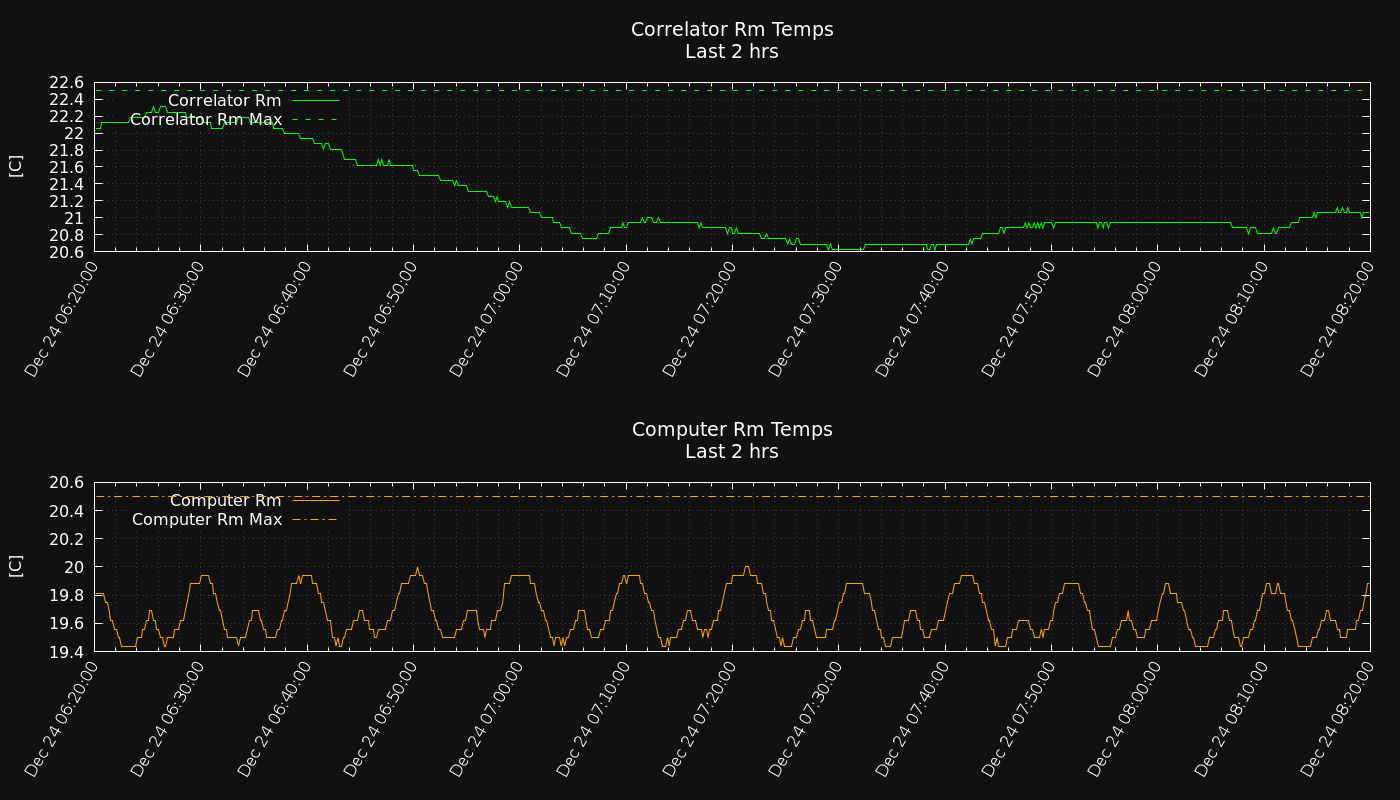 Correlator Rm Temps
Last 2 hrs
22.6
22.4
22.2
22
21.8
21.6
21.4
21.2
21
20.8
20.6
[C]
Correlator Rm
Correlator Rm Max
Dec 24 06:20:00
Dec 24 06:30:00
Dec 24 06:40:00
Dec 24 06:50:00
Dec 24 07:00:00
Dec 24 07:10:00
Dec 24 07:20:00
Dec 24 07:30:00
Dec 24 07:40:00
Dec 24 07:50:00
Dec 24 08:00:00
Dec 24 08:10:00
Dec 24 08:20:00
Computer Rm Temps
Last 2 hrs
20.6
20.4
20.2
20
19.8
19.6
19.4
[C]
Computer Rm
Computer Rm Max
Dec 24 06:20:00
Dec 24 06:30:00
Dec 24 06:40:00
Dec 24 06:50:00
Dec 24 07:00:00
Dec 24 07:10:00
Dec 24 07:20:00
Dec 24 07:30:00
Dec 24 07:40:00
Dec 24 07:50:00
Dec 24 08:00:00
Dec 24 08:10:00
Dec 24 08:20:00